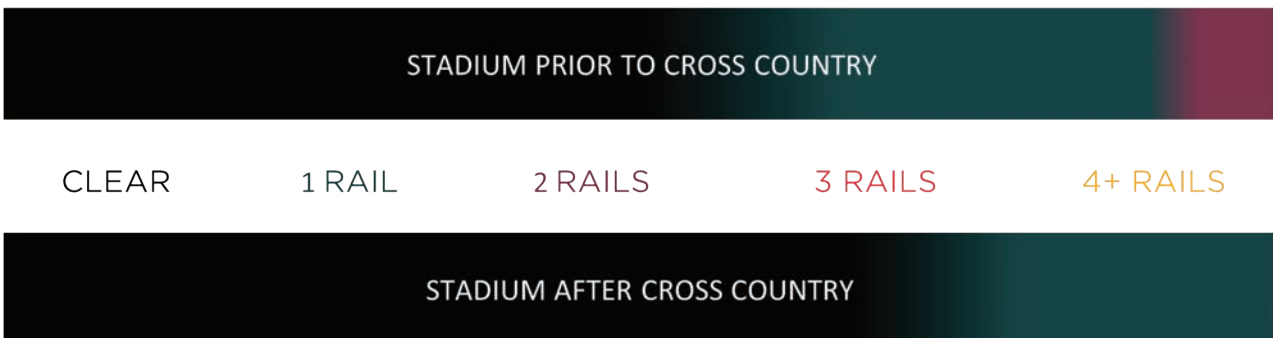 STADIUM PRIOR TO CROSS COUNTRY
CLEAR 1 RAIL 2 RAILS 3 RAILS 4+ RAILS
STADIUM AFTER CROSS COUNTRY